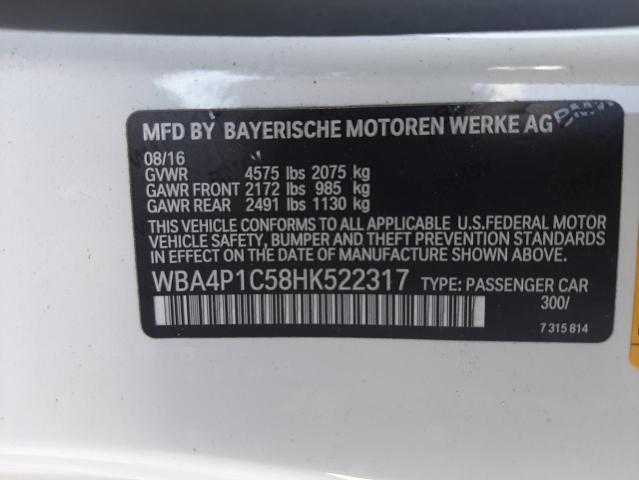 MFD BY BAYERISCHE MOTOREN WERKE AG
08/16
GVWR 4575 lbs 2075 kg
GAWR FRONT 2172 lbs 985 kg
GAWR REAR 2491 lbs 1130 kg
THIS VEHICLE CONFORMS TO ALL APPLICABLE U.S.FEDERAL MOTOR
VEHICLE SAFETY, BUMPER AND THEFT PREVENTION STANDARDS
IN EFFECT ON THE DATE OF MANUFACTURE SHOWN ABOVE.
WBA4P1C58HK522317 TYPE: PASSENGER CAR
300/
7 315 814